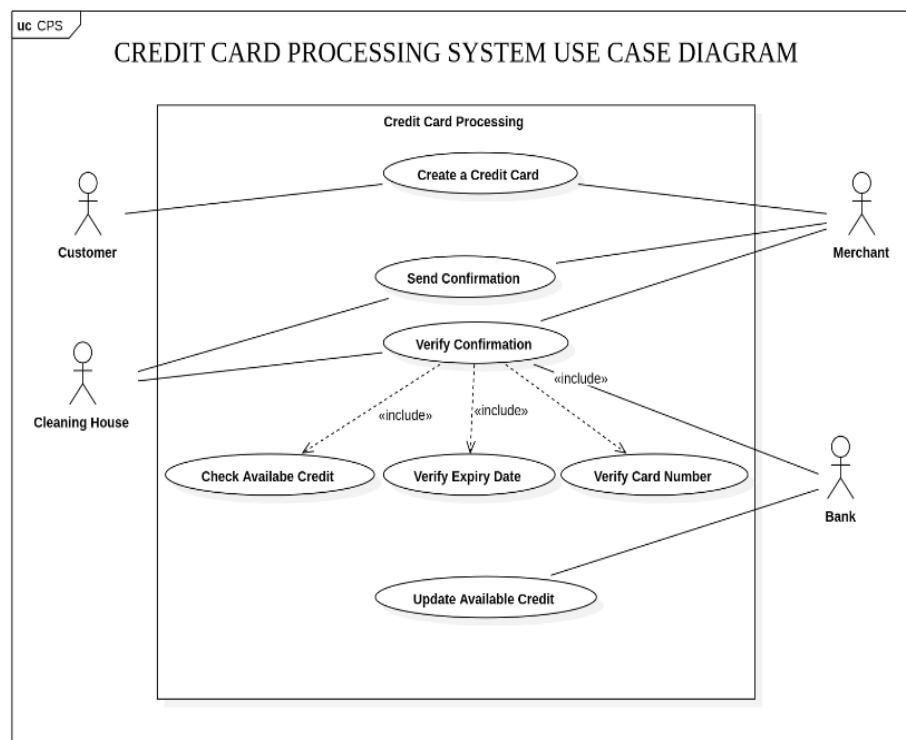 uc CPS
CREDIT CARD PROCESSING SYSTEM USE CASE DIAGRAM
Credit Card Processing
Create a Credit Card
Customer
Merchant
Send Confirmation
Verify Confirmation
«include»
Cleaning House
«include»
«include»
Check Availabe Credit
Verify Expiry Date
Verify Card Number
Bank
Update Available Credit